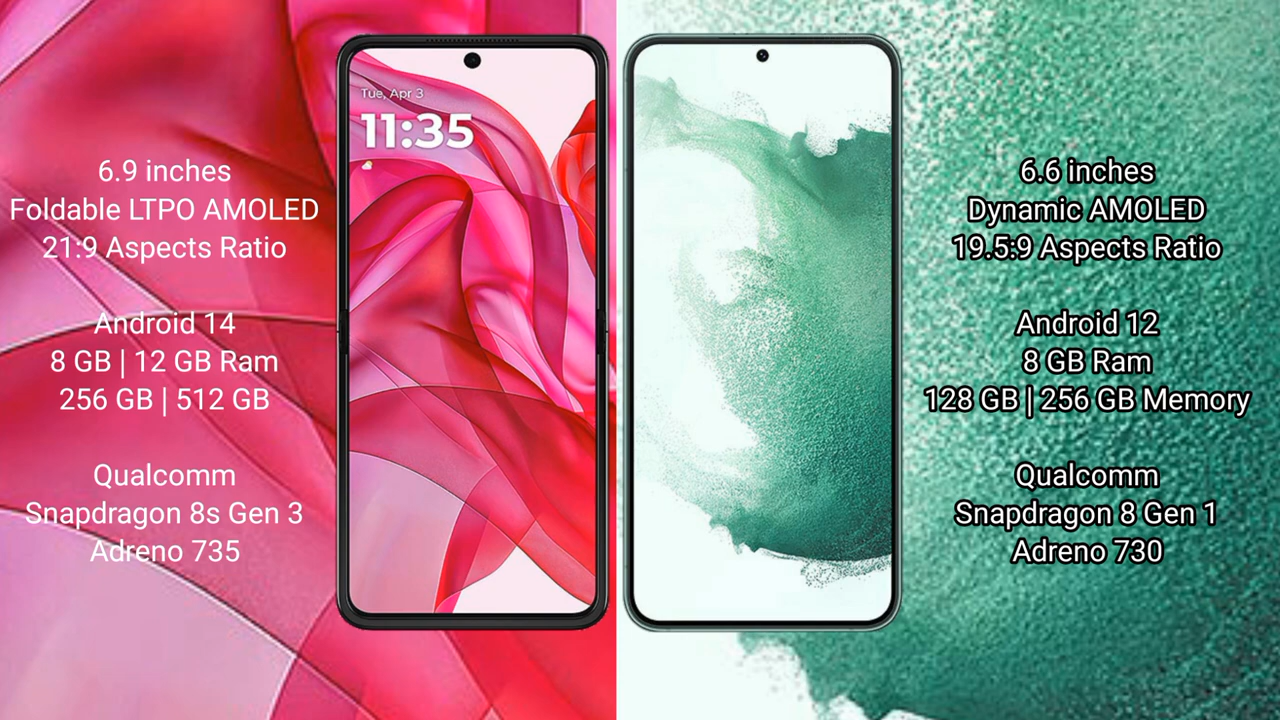 6.9 inches
Foldable LTPO AMOLED
21:9 Aspects Ratio
Android 14
8 GB | 12 GB Ram
256 GB | 512 GB
Qualcomm
Snapdragon 8s Gen 3
Adreno 735
Tue, Apr 3
11:35
6.6 inches
Dynamic AMOLED
19.5:9 Aspects Ratio
Android 12
8 GB Ram
128 GB | 256 GB Memory
Qualcomm
Snapdragon 8 Gen 1
Adreno 730